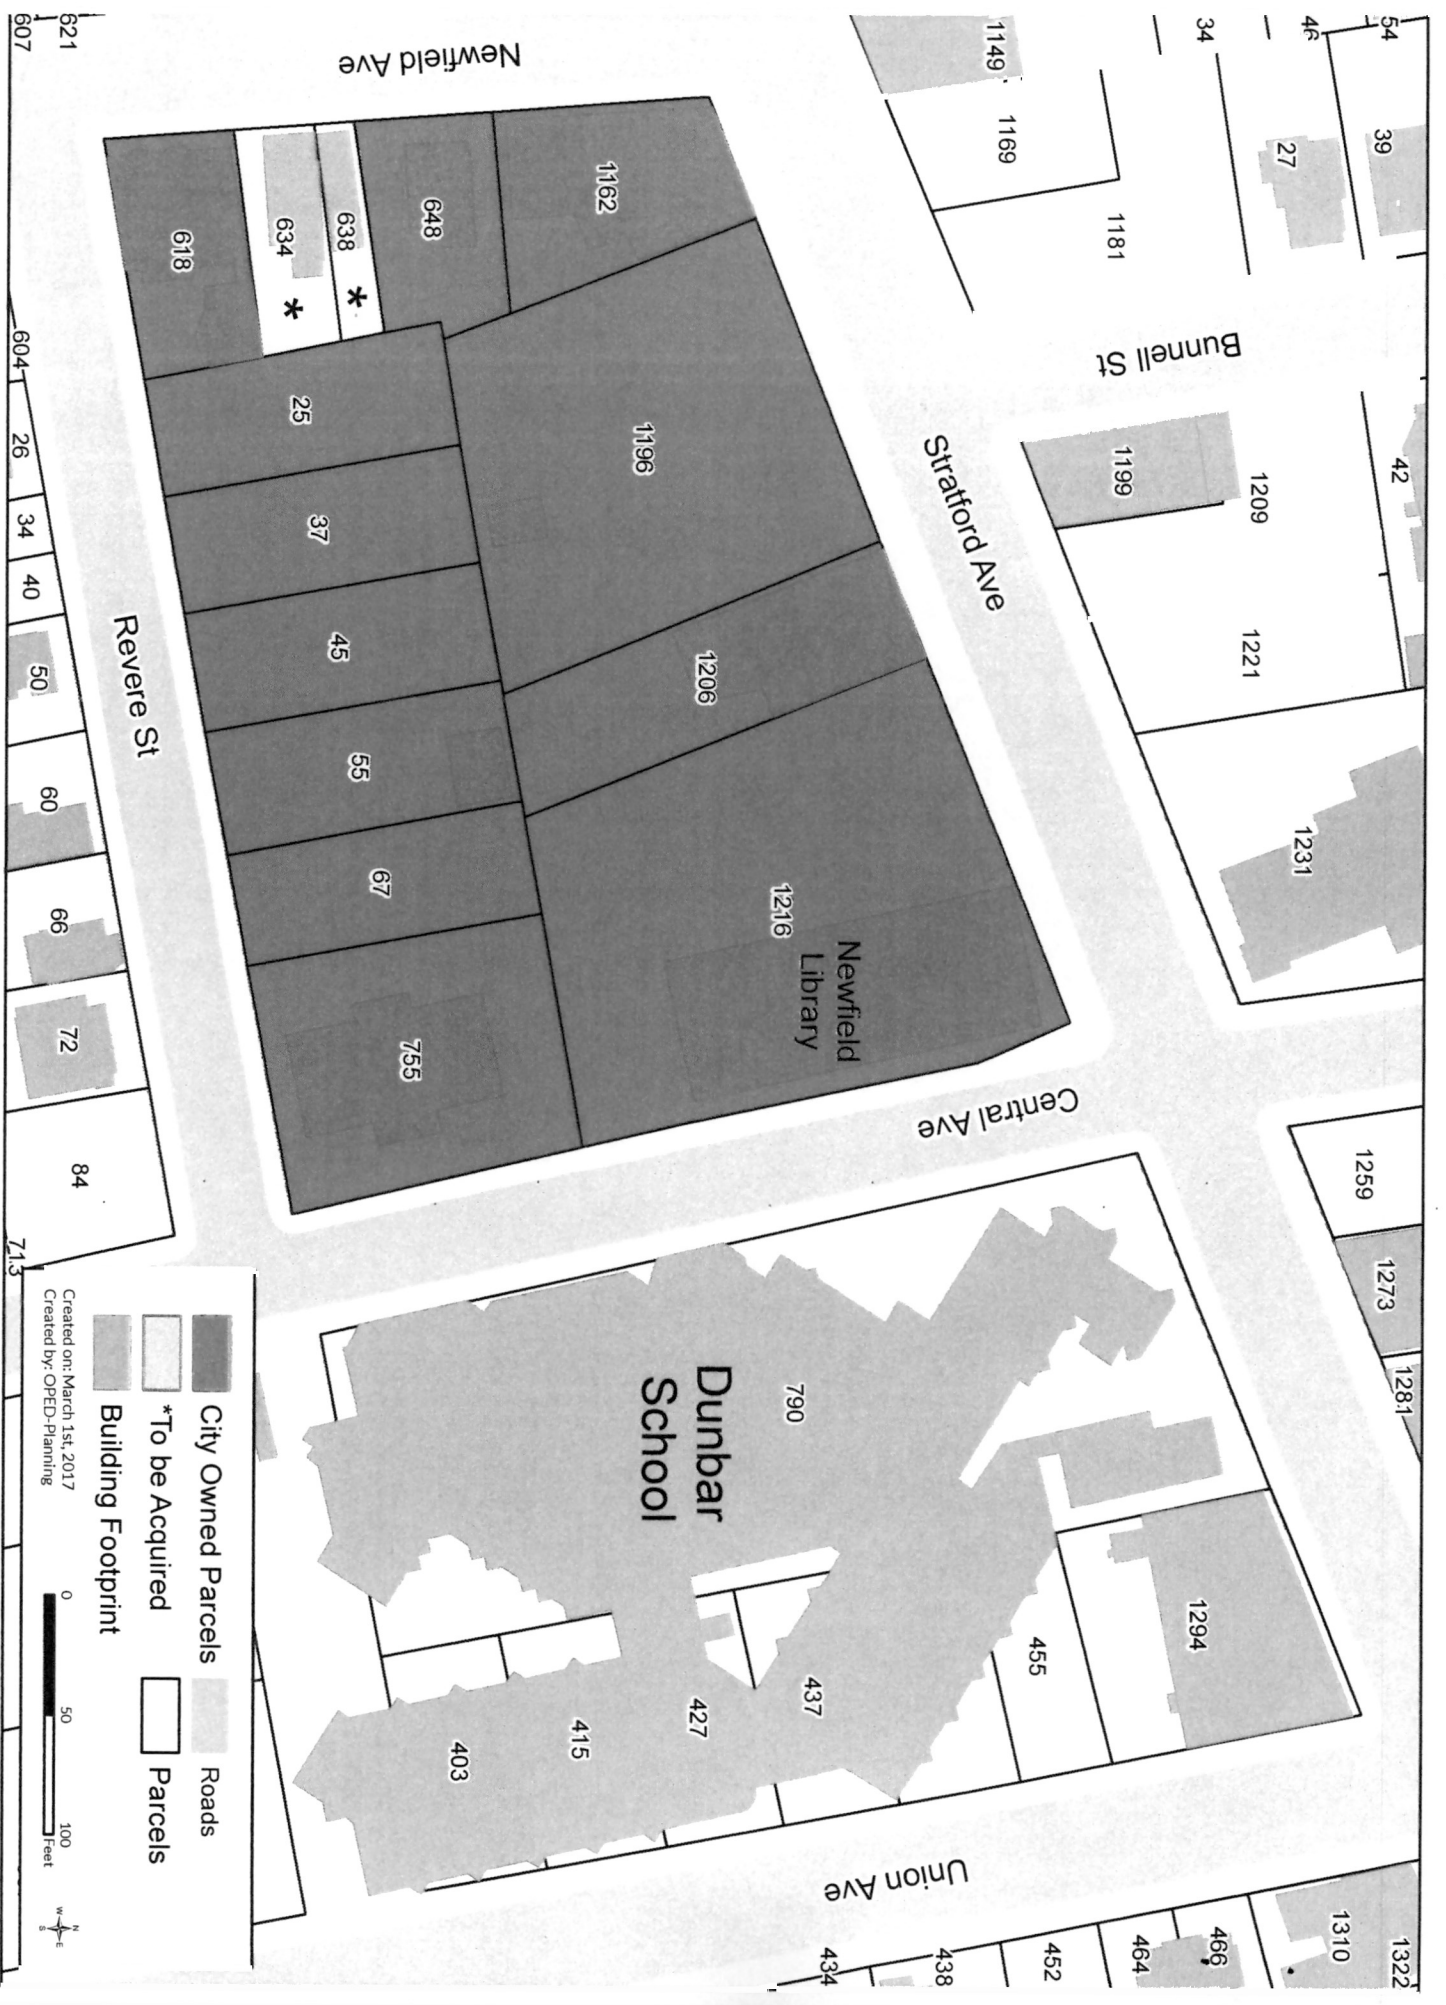 54
46
34
1149
1169
1181
39
27
Newfield Ave
621
607
1162
648
638
*
634
*
618
Bunnell St
42
1209
1199
1221
Stratford Ave
1196
1206
1216
Newfield
Library
25
37
45
55
67
755
604
26
34
40
50
60
66
72
84
713
Revere St
1231
Central Ave
1259
1273
1281
790
Dunbar
School
1294
455
437
427
415
403
Union Ave
1322
1310
466
464
452
438
434
City Owned Parcels
Roads
*To be Acquired
Parcels
Building Footprint
Created on: March 1st, 2017
Created by: OPED-Planning
0 50 100
Feet
N
W E
S